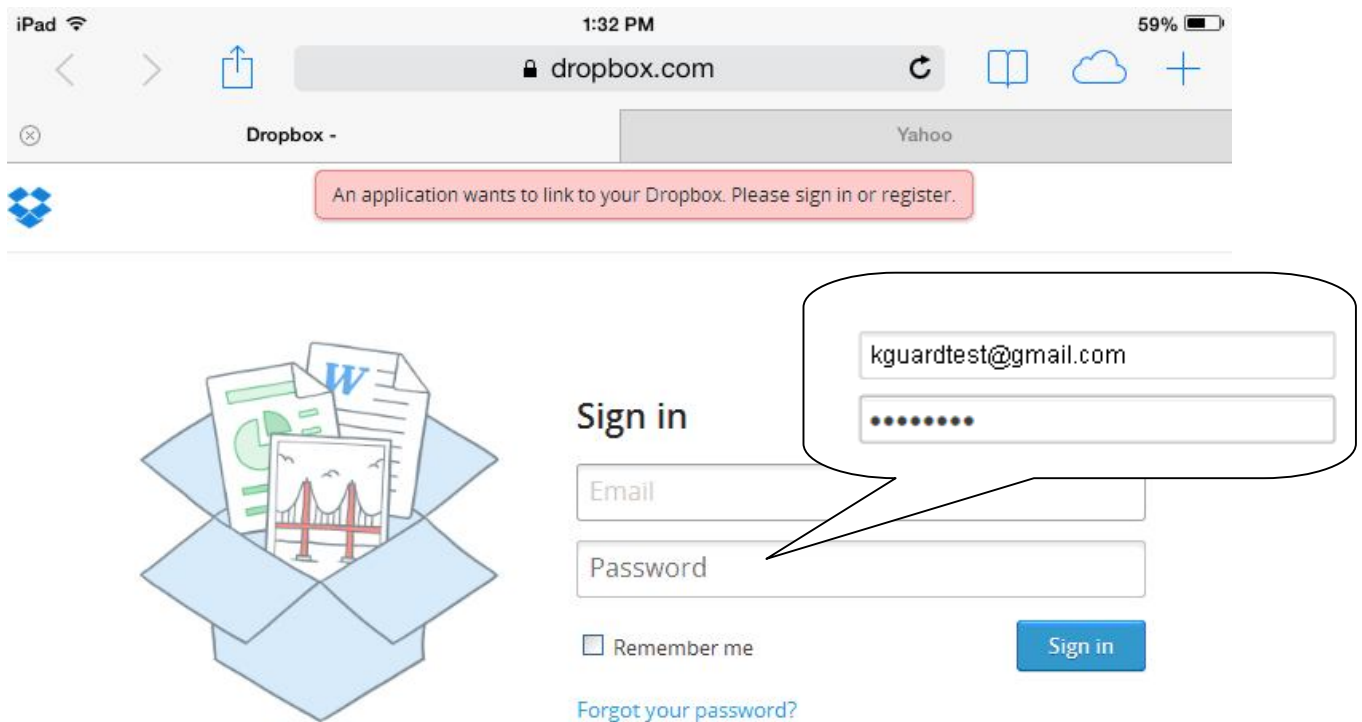 iPad 1:32 PM 59%
dropbox.com
Dropbox - Yahoo
An application wants to link to your Dropbox. Please sign in or register.
W
kguardtest@gmail.com
••••••••
Sign in
Email
Password
Remember me Sign in
Forgot your password?